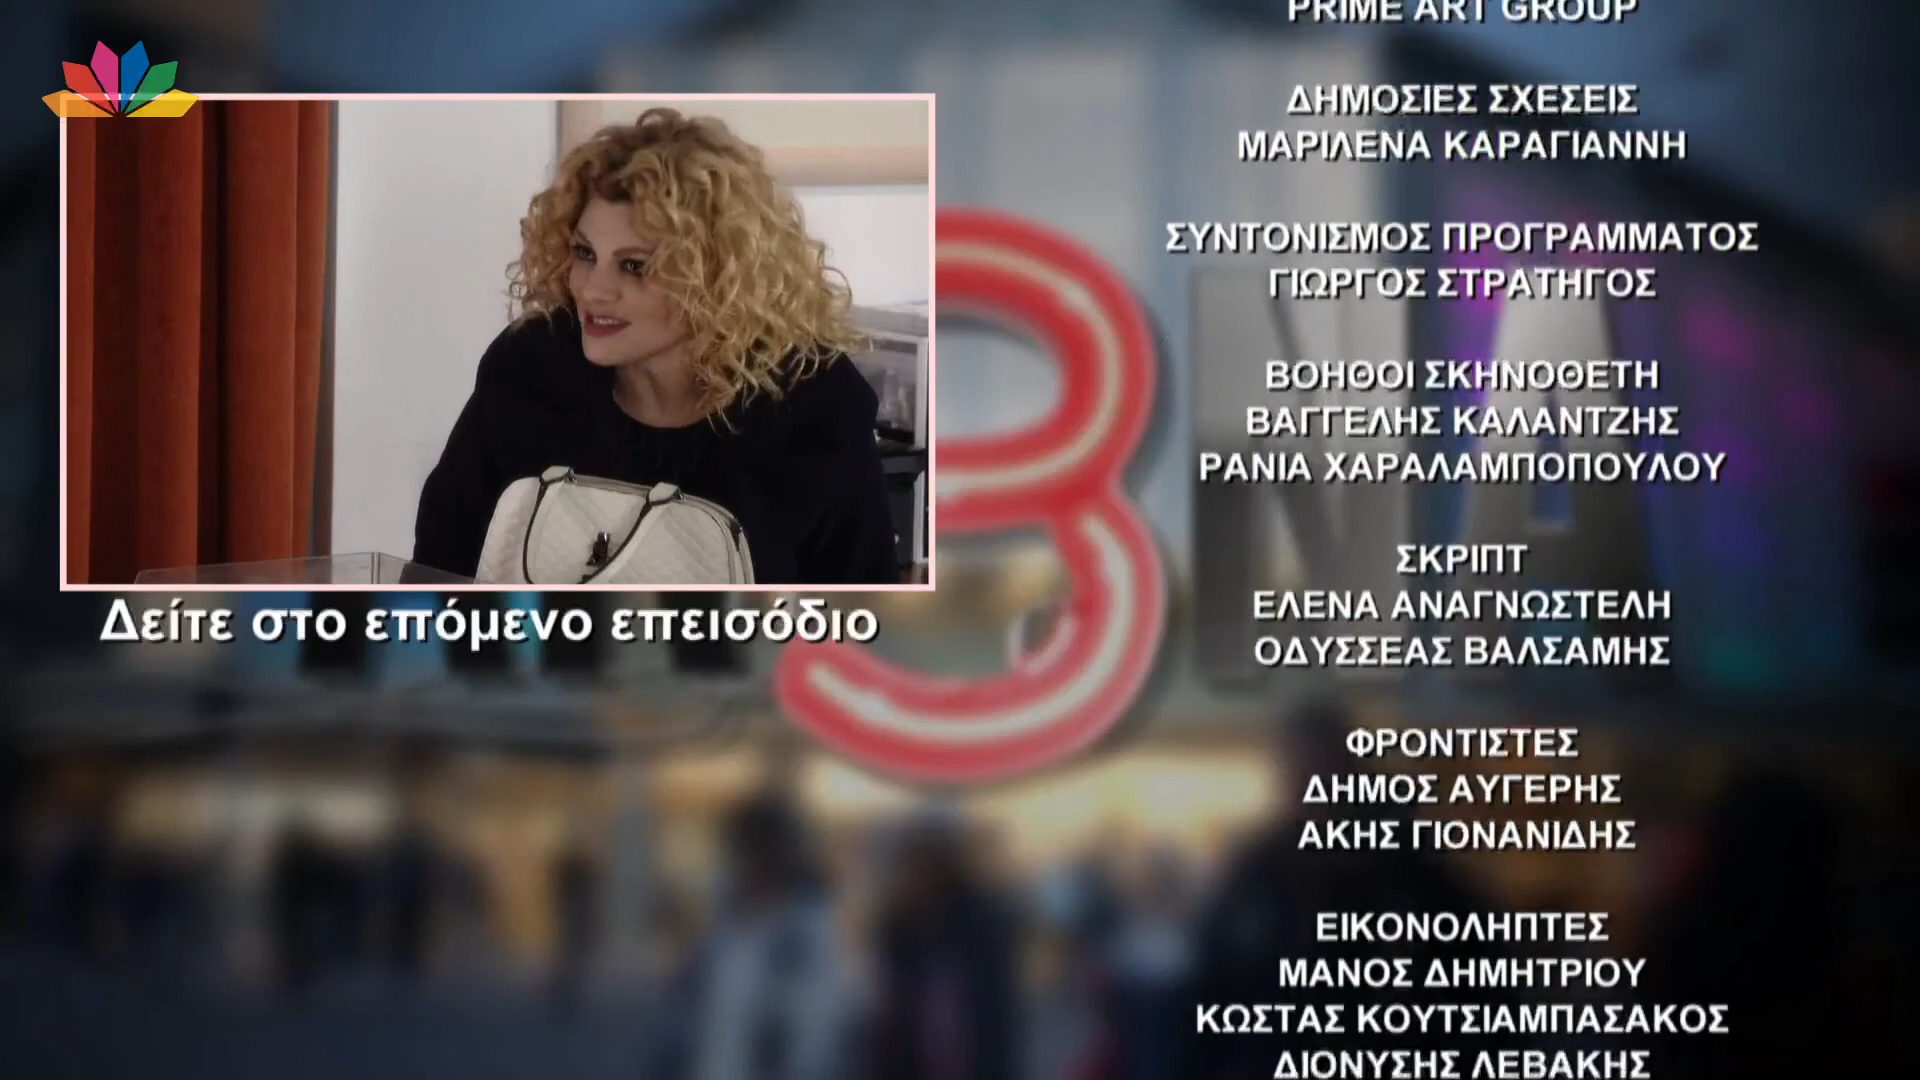 PRIME ART GROUP
ΔΗΜΟΣΙΕΣ ΣΧΕΣΕΙΣ
ΜΑΡΙΛΕΝΑ ΚΑΡΑΓΙΑΝΝΗ
ΣΥΝΤΟΝΙΣΜΟΣ ΠΡΟΓΡΑΜΜΑΤΟΣ
ΓΙΩΡΓΟΣ ΣΤΡΑΤΗΓΟΣ
ΒΟΗΘΟΙ ΣΚΗΝΟΘΕΤΗ
ΒΑΓΓΕΛΗΣ ΚΑΛΑΝΤΖΗΣ
ΡΑΝΙΑ ΧΑΡΑΛΑΜΠΟΠΟΥΛΟΥ
ΣΚΡΙΠΤ
ΕΛΕΝΑ ΑΝΑΓΝΩΣΤΕΛΗ
ΟΔΥΣΣΕΑΣ ΒΑΛΣΑΜΗΣ
ΦΡΟΝΤΙΣΤΕΣ
ΔΗΜΟΣ ΑΥΓΕΡΗΣ
ΑΚΗΣ ΓΙΟΝΑΝΙΔΗΣ
ΕΙΚΟΝΟΛΗΠΤΕΣ
ΜΑΝΟΣ ΔΗΜΗΤΡΙΟΥ
ΚΩΣΤΑΣ ΚΟΥΤΣΙΑΜΠΑΣΑΚΟΣ
ΔΙΟΝΥΣΗΣ ΛΕΒΑΚΗΣ
Δείτε στο επόμενο επεισόδιο
3
ΝΙΑ